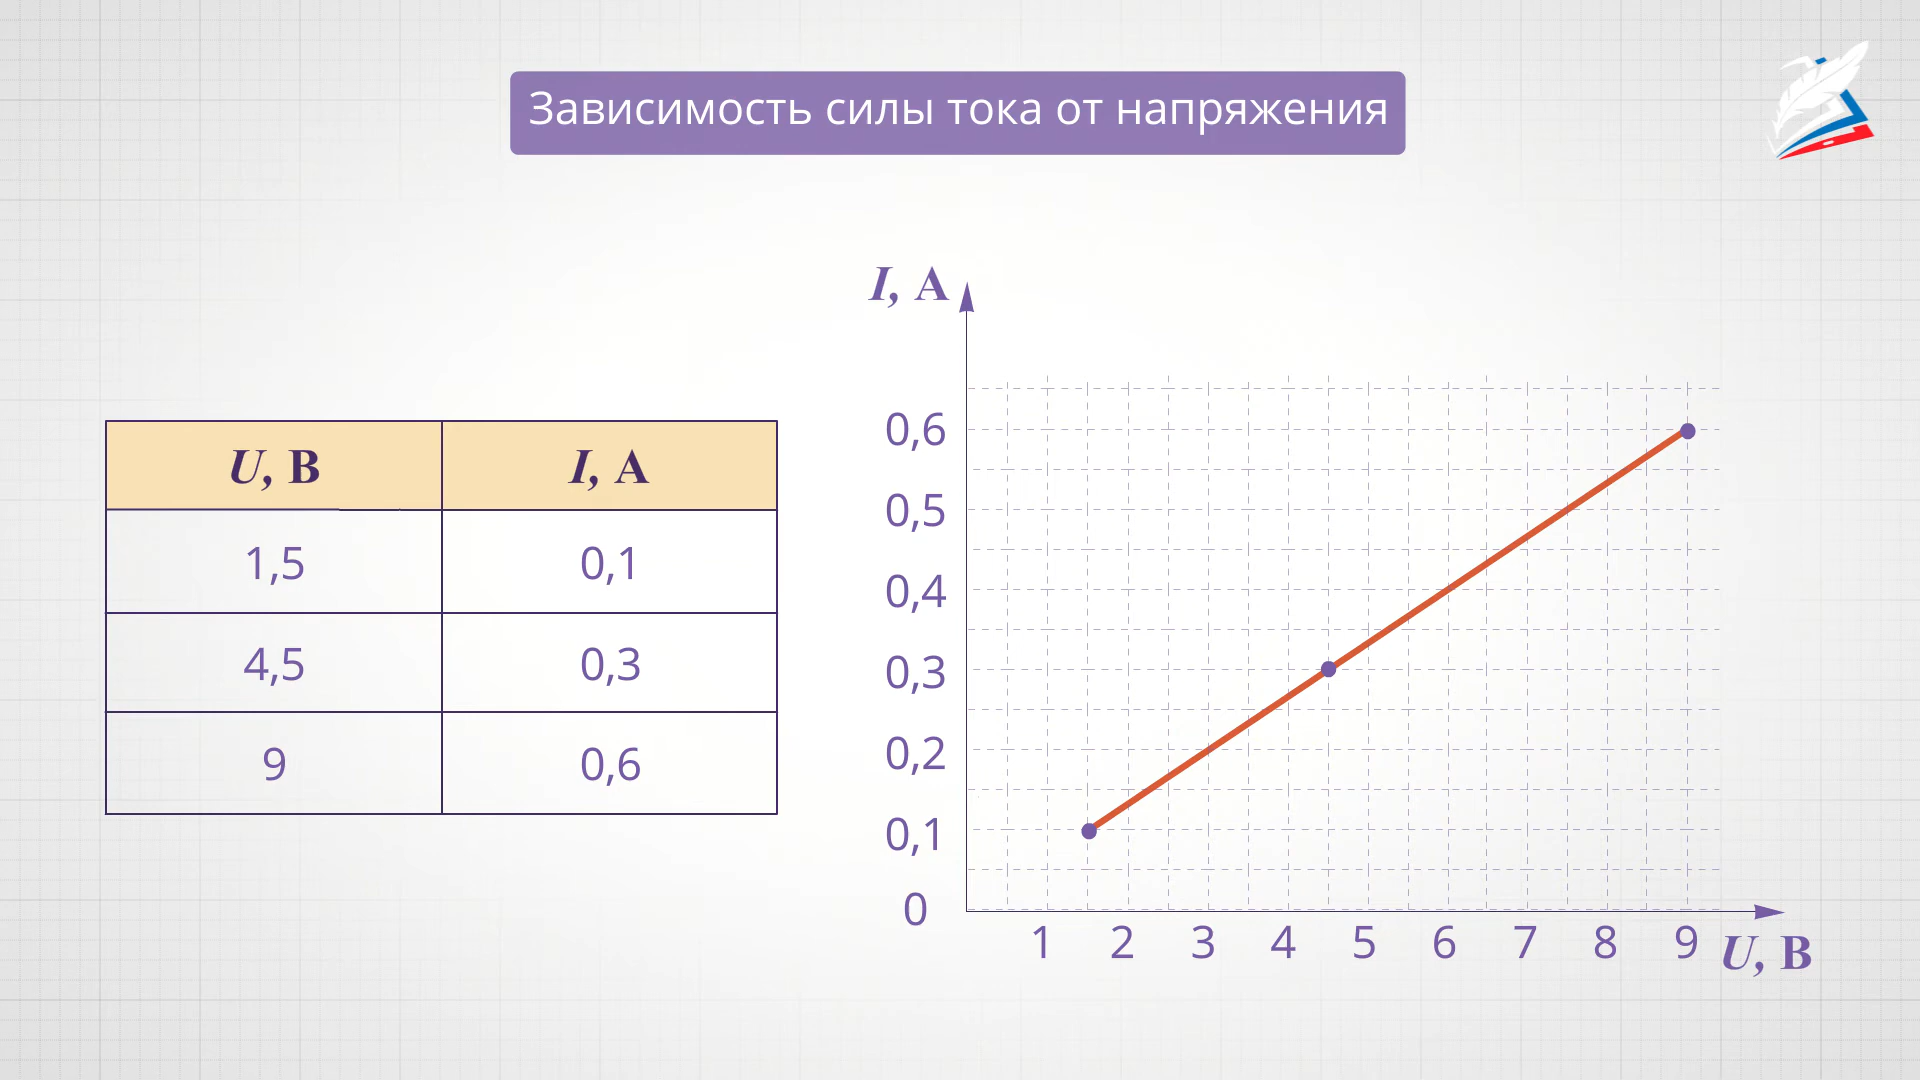 Зависимость силы тока от напряжения
U, В I, А
1,5 0,1
4,5 0,3
9 0,6
I, А
0,6
0,5
0,4
0,3
0,2
0,1
0
1 2 3 4 5 6 7 8 9 U, В